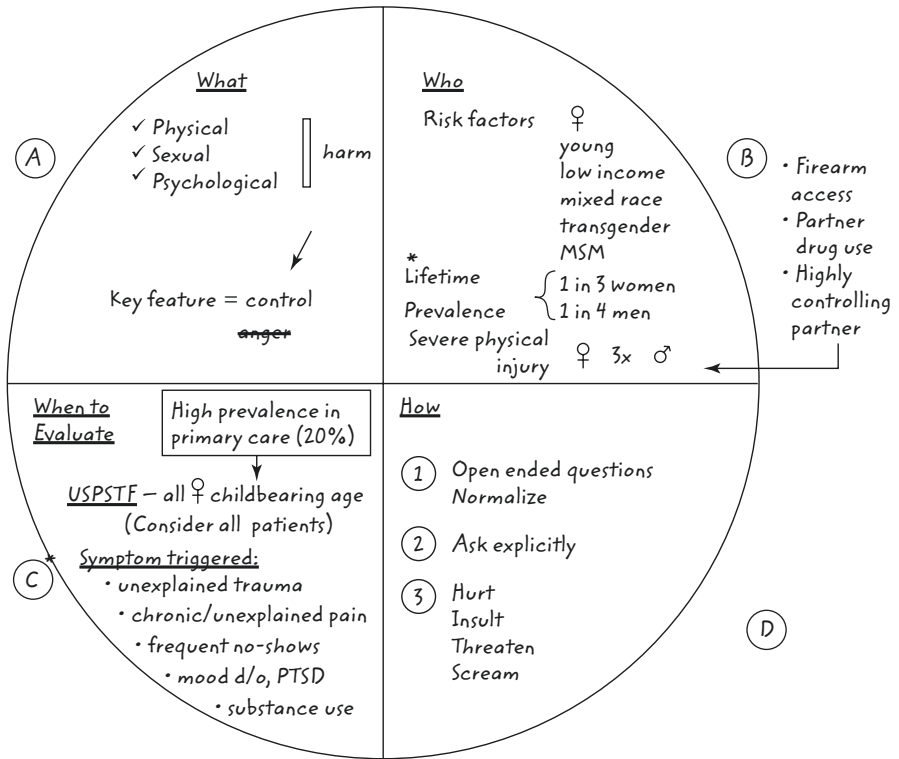 What
✓ Physical
✓ Sexual
✓ Psychological
harm
Key feature = control
anger
A
Who
Risk factors ♀
young
low income
mixed race
transgender
MSM
*
Lifetime
Prevalence
1 in 3 women
1 in 4 men
Severe physical
injury
♀ 3x ♂
B
• Firearm
access
• Partner
drug use
• Highly
controlling
partner
When to
Evaluate
High prevalence in
primary care (20%)
USPSTF – all ♀ childbearing age
(Consider all patients)
* Symptom triggered:
• unexplained trauma
• chronic/unexplained pain
• frequent no-shows
• mood d/o, PTSD
• substance use
C
How
1 Open ended questions
Normalize
2 Ask explicitly
3 Hurt
Insult
Threaten
Scream
D